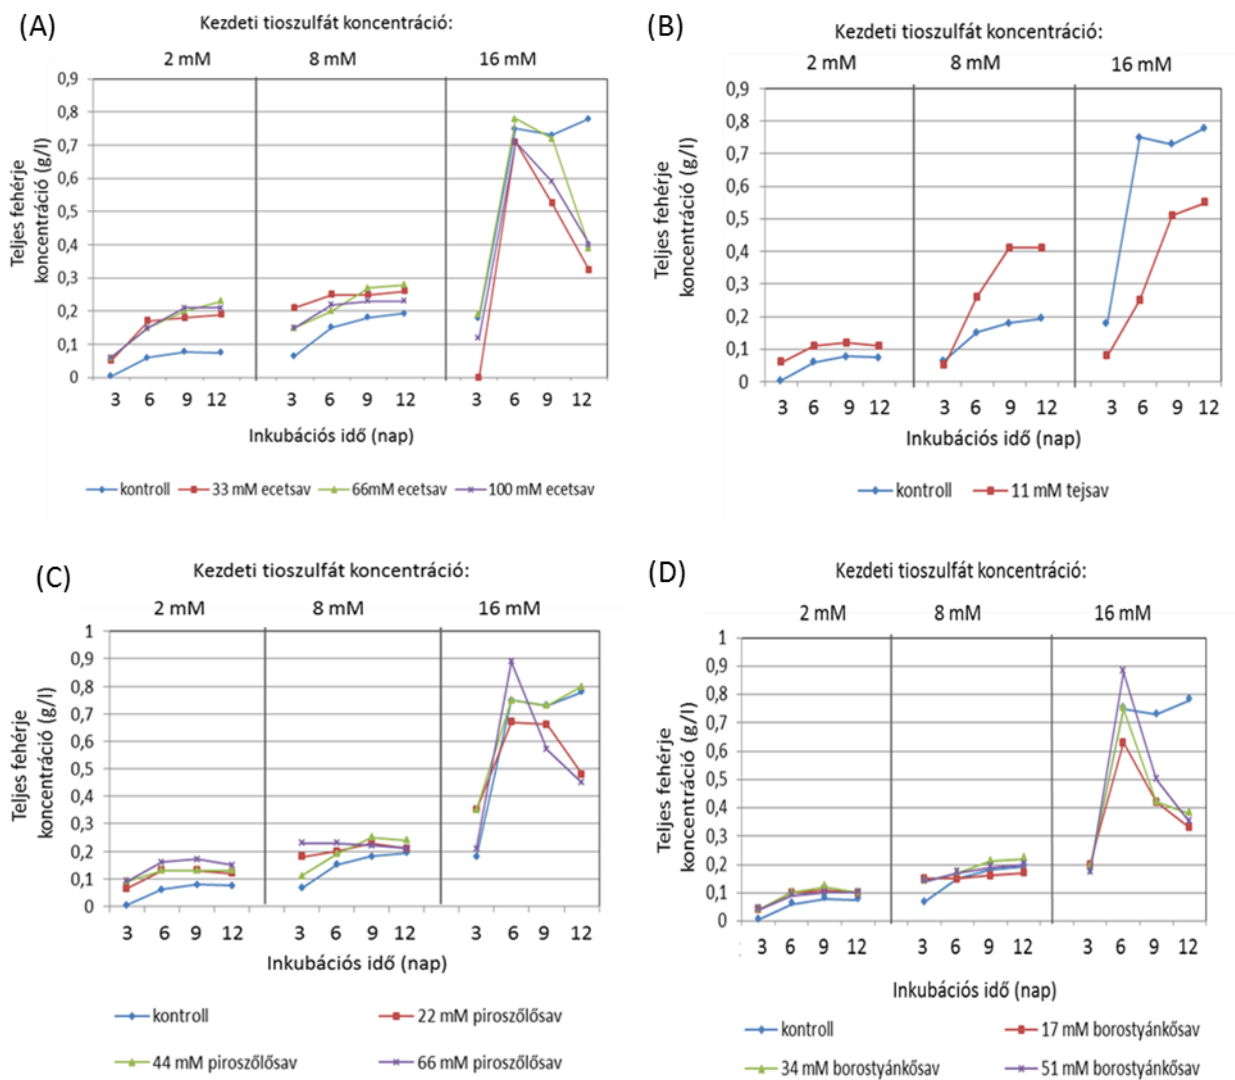 (A)
Kezdeti tioszulfát koncentráció:
2 mM 8 mM 16 mM
Teljes fehérje
koncentráció (g/l)
0,9
0,8
0,7
0,6
0,5
0,4
0,3
0,2
0,1
0
3 6 9 12 3 6 9 12 3 6 9 12
Inkubációs idő (nap)
kontroll 33 mM ecetsav 66mM ecetsav 100 mM ecetsav
(B)
Kezdeti tioszulfát koncentráció:
2 mM 8 mM 16 mM
Teljes fehérje
koncentráció (g/l)
0,9
0,8
0,7
0,6
0,5
0,4
0,3
0,2
0,1
0
3 6 9 12 3 6 9 12 3 6 9 12
Inkubációs idő (nap)
kontroll 11 mM tejsav
(C)
Kezdeti tioszulfát koncentráció:
2 mM 8 mM 16 mM
Teljes fehérje
koncentráció (g/l)
1
0,9
0,8
0,7
0,6
0,5
0,4
0,3
0,2
0,1
0
3 6 9 12 3 6 9 12 3 6 9 12
Inkubációs idő (nap)
kontroll 22 mM piroszőlősav
44 mM piroszőlősav 66 mM piroszőlősav
(D)
Kezdeti tioszulfát koncentráció:
2 mM 8 mM 16 mM
Teljes fehérje
koncentráció (g/l)
1
0,9
0,8
0,7
0,6
0,5
0,4
0,3
0,2
0,1
0
3 6 9 12 3 6 9 12 3 6 9 12
Inkubációs idő (nap)
kontroll 17 mM borostyánkősav
34 mM borostyánkősav 51 mM borostyánkősav